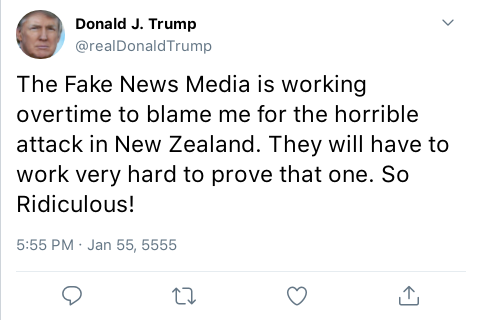 Donald J. Trump
@realDonaldTrump
The Fake News Media is working
overtime to blame me for the horrible
attack in New Zealand. They will have to
work very hard to prove that one. So
Ridiculous!
5:55 PM · Jan 55, 5555